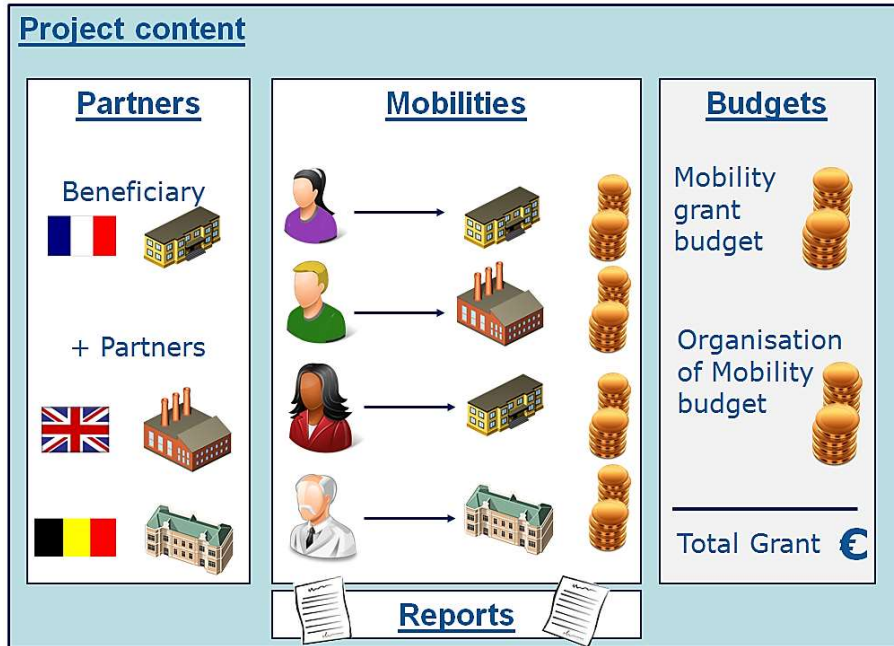 Project content
Partners
Beneficiary
+ Partners
Mobilities
Reports
Budgets
Mobility
grant
budget
Organisation
of Mobility
budget
Total Grant €